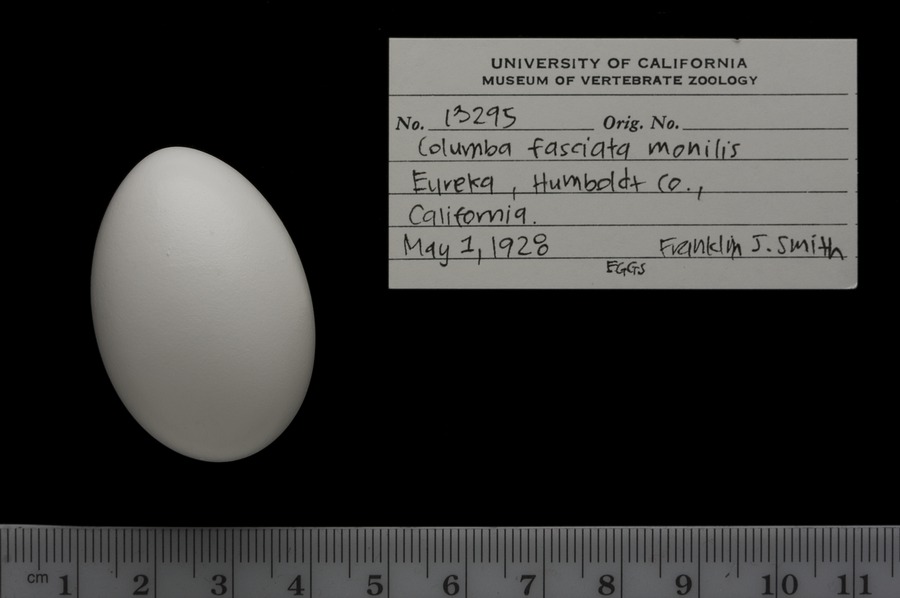 UNIVERSITY OF CALIFORNIA
MUSEUM OF VERTEBRATE ZOOLOGY
No. 13295 Orig. No.
Columba fasciata monilis
Eureka, Humboldt Co.,
California.
May 1, 1928 Franklin J. Smith
EGGS
cm 1 2 3 4 5 6 7 8 9 10 11